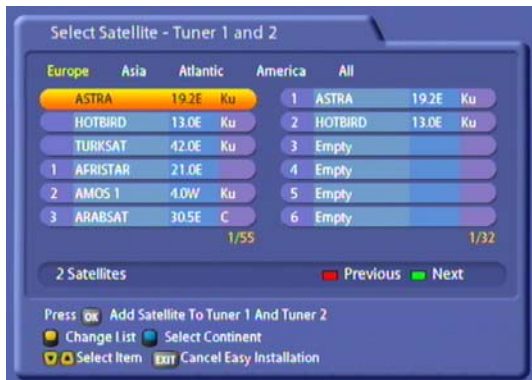 Select Satellite - Tuner 1 and 2
Europe Asia Atlantic America All
ASTRA 19.2E Ku
HOTBIRD 13.0E Ku
TURKSAT 42.0E Ku
1 AFRISTAR 21.0E
2 AMOS 1 4.0W Ku
3 ARABSAT 30.5E C
1/55
1 ASTRA 19.2E Ku
2 HOTBIRD 13.0E Ku
3 Empty
4 Empty
5 Empty
6 Empty
1/32
2 Satellites Previous Next
Press OK Add Satellite To Tuner 1 And Tuner 2
Change List Select Continent
Select Item EXIT Cancel Easy Installation